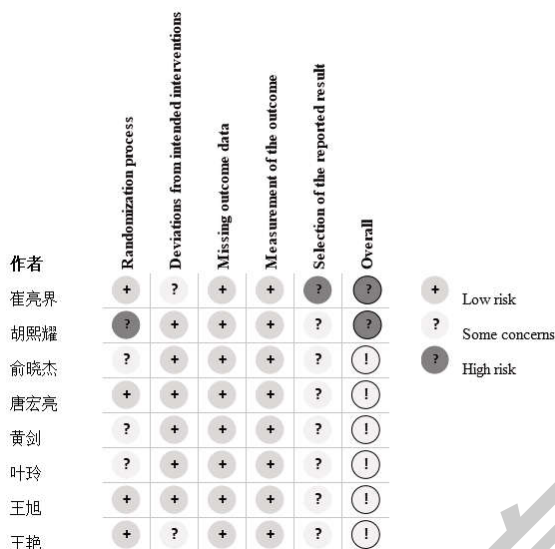 Randomization process
Deviations from intended interventions
Missing outcome data
Measurement of the outcome
Selection of the reported result
Overall
作者
崔亮界 + ? + + ? ?
胡熙耀 ? + + + ? ?
俞晓杰 ? + + + ? !
唐宏亮 + + + + ? !
黄剑 ? + + + ? !
叶玲 ? + + + ? !
王旭 + + + + ? !
王艳 + ? + + ? !
+ Low risk
? Some concerns
? High risk